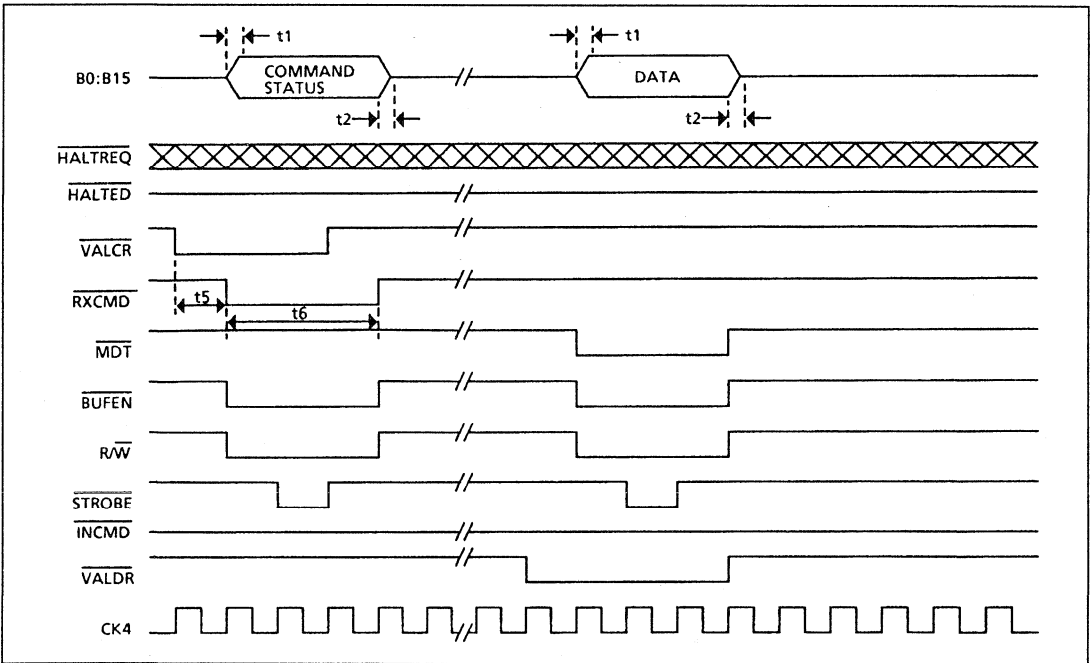 t1
t1
B0:B15
COMMAND
STATUS
DATA
t2
t2
HALTREQ
HALTED
VALCR
RXCMD
t5
t6
MDT
BUFEN
R/W
STROBE
INCMD
VALDR
CK4